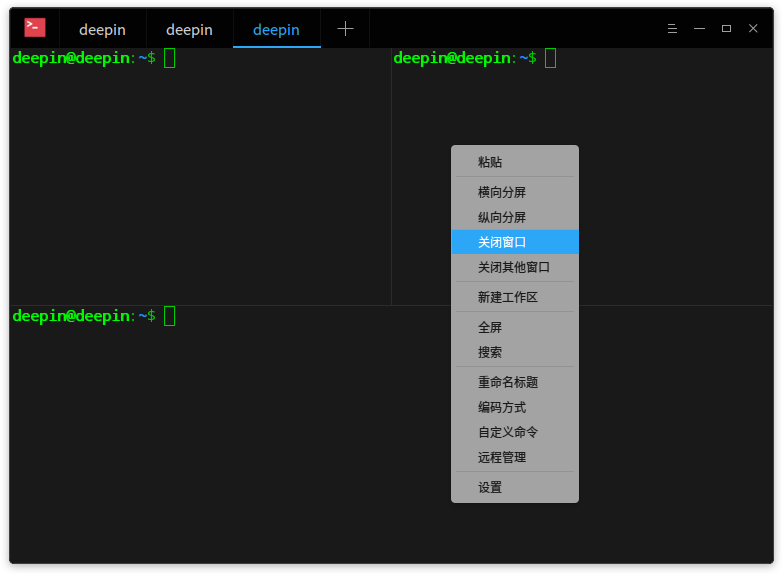 deepin
deepin
deepin
deepin@deepin:~$
deepin@deepin:~$
粘贴
横向分屏
纵向分屏
关闭窗口
关闭其他窗口
新建工作区
全屏
搜索
重命名标题
编码方式
自定义命令
远程管理
设置
deepin@deepin:~$